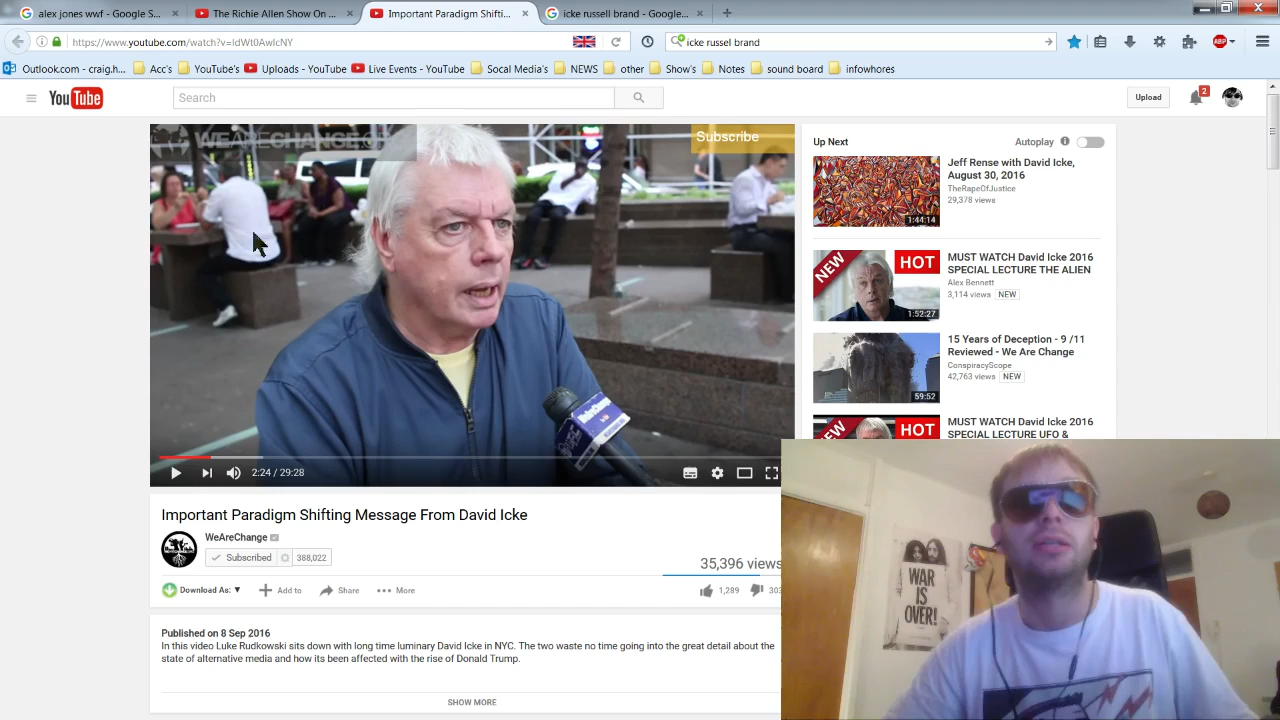 alex jones wwf - Google S...
The Richie Allen Show On ...
Important Paradigm Shifti...
icke russell brand - Google...
https://www.youtube.com/watch?v=IdWt0AwIcNY
icke russel brand
ABP
Outlook.com - craig.h...
Acc's
YouTube's
Uploads - YouTube
Live Events - YouTube
Socal Media's
NEWS
other
Show's
Notes
sound board
infowhores
YouTube
Search
Upload
2
WEARECHANGE
Subscribe
2:24 / 29:28
Up Next
Autoplay
Jeff Rense with David Icke,
August 30, 2016
TheRapeOfJustice
29,378 views
1:44:14
NEW
HOT
MUST WATCH David Icke 2016
SPECIAL LECTURE THE ALIEN
Alex Bennett
3,114 views NEW
1:52:27
15 Years of Deception - 9 /11
Reviewed - We Are Change
ConspiracyScope
42,763 views NEW
59:52
NEW
HOT
MUST WATCH David Icke 2016
SPECIAL LECTURE UFO &
Important Paradigm Shifting Message From David Icke
WeAreChange
Subscribed 388,022
35,396 views
Download As: ▼
Add to
Share
More
1,289
303
Published on 8 Sep 2016
In this video Luke Rudkowski sits down with long time luminary David Icke in NYC. The two waste no time going into the great detail about the
state of alternative media and how its been affected with the rise of Donald Trump.
SHOW MORE
WAR
IS
OVER!